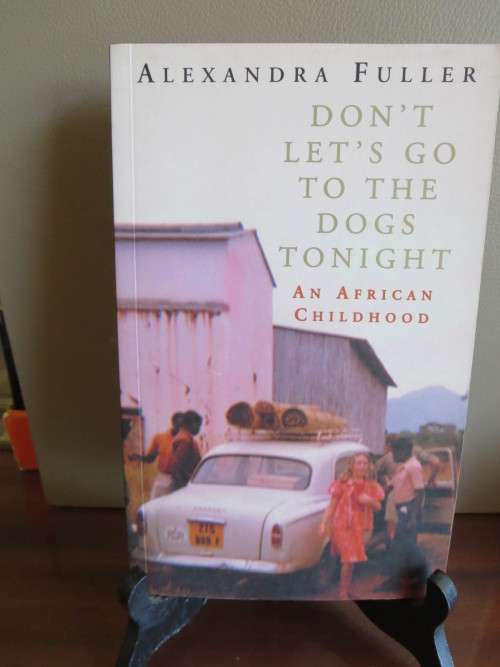 ALEXANDRA FULLER
DON'T
LET'S GO
TO THE
DOGS
TONIGHT
AN AFRICAN
CHILDHOOD